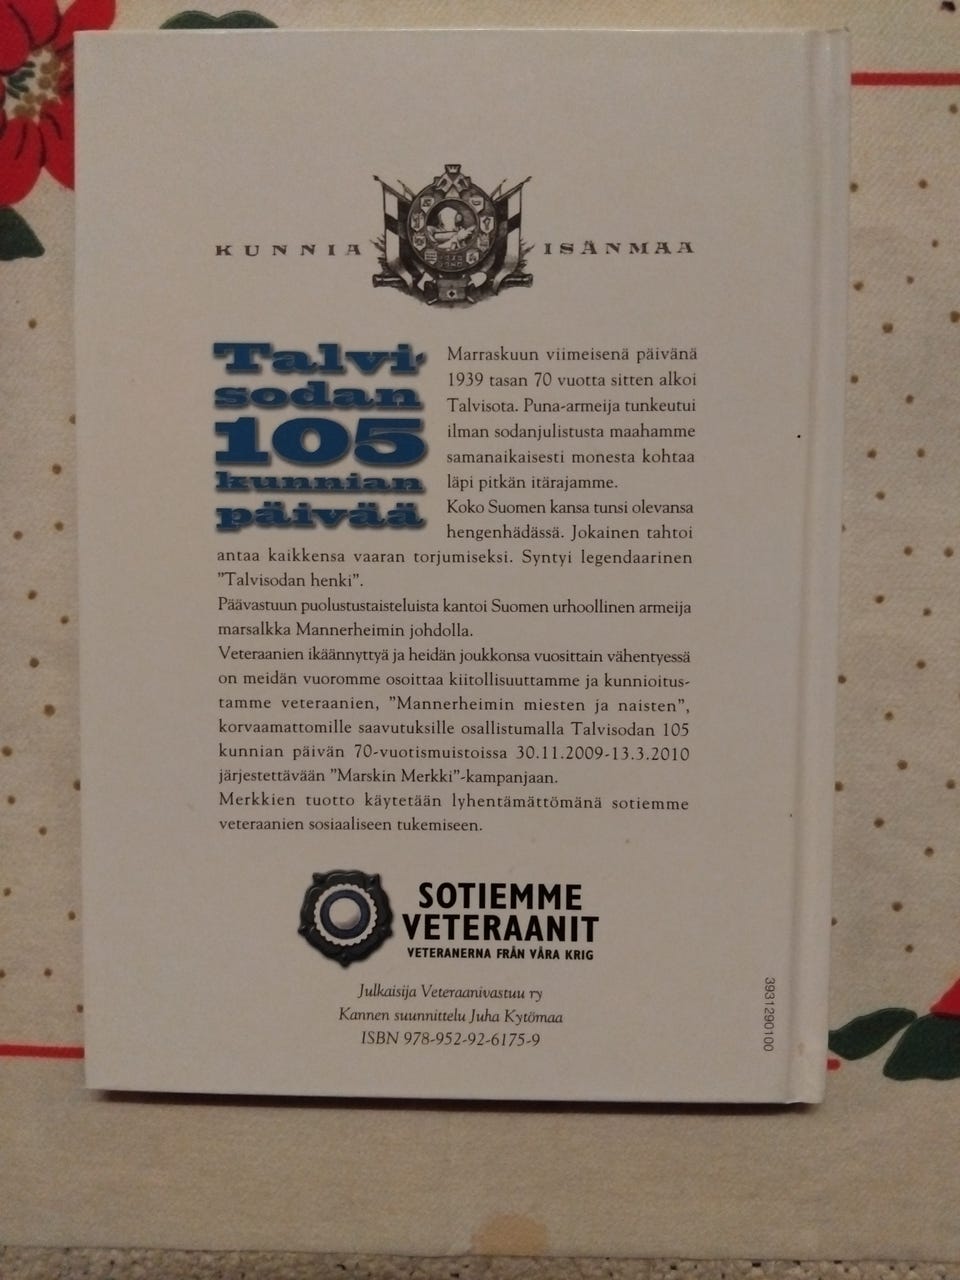 KUNNIA ISÄNMAA
Talvi-
sodan
105
kunnian
päivää
Marraskuun viimeisenä päivänä
1939 tasan 70 vuotta sitten alkoi
Talvisota. Puna-armeija tunkeutui
ilman sodanjulistusta maahamme
samanaikaisesti monesta kohtaa
läpi pitkän itärajamme.
Koko Suomen kansa tunsi olevansa
hengenhädässä. Jokainen tahtoi
antaa kaikkensa vaaran torjumiseksi. Syntyi legendaarinen
"Talvisodan henki".
Päävastuun puolustustaisteluista kantoi Suomen urhoollinen armeija
marsalkka Mannerheimin johdolla.
Veteraanien ikäännyttyä ja heidän joukkonsa vuosittain vähentyessä
on meidän vuoromme osoittaa kiitollisuuttamme ja kunnioitus-
tamme veteraanien, "Mannerheimin miesten ja naisten",
korvaamattomille saavutuksille osallistumalla Talvisodan 105
kunnian päivän 70-vuotismuistoissa 30.11.2009-13.3.2010
järjestettävään "Marskin Merkki"-kampanjaan.
Merkkien tuotto käytetään lyhentämättömänä sotiemme
veteraanien sosiaaliseen tukemiseen.
SOTIEMME
VETERAANIT
VETERANERNA FRÅN VÅRA KRIG
Julkaisija Veteraanivastuu ry
Kannen suunnittelu Juha Kytömaa
ISBN 978-952-92-6175-9
3931290100